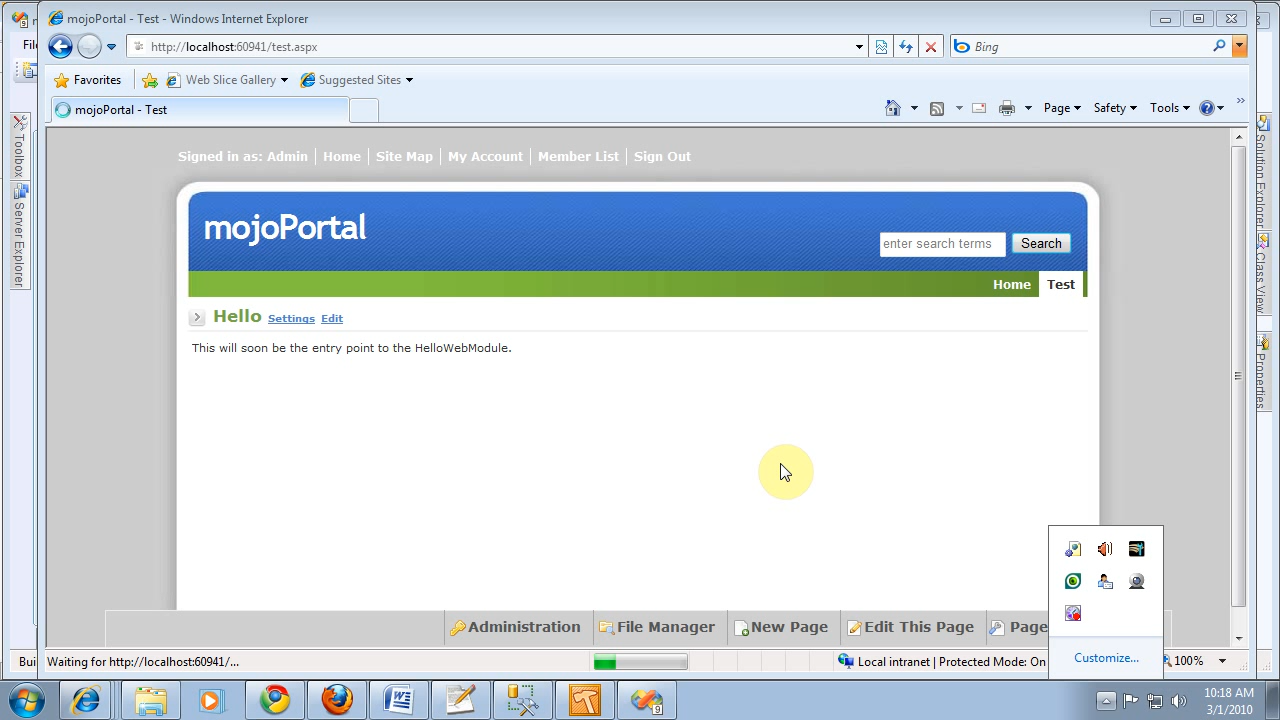 mojoPortal - Test - Windows Internet Explorer
http://localhost:60941/test.aspx
Bing
Favorites Web Slice Gallery Suggested Sites
mojoPortal - Test
Page Safety Tools
Signed in as: Admin Home Site Map My Account Member List Sign Out
mojoPortal
enter search terms Search
Home Test
Hello Settings Edit
This will soon be the entry point to the HelloWebModule.
Toolbox
Server Explorer
Solution Explorer
Class View
Properties
Administration File Manager New Page Edit This Page Page
Customize...
Waiting for http://localhost:60941/... Local intranet | Protected Mode: On 100%
10:18 AM
3/1/2010